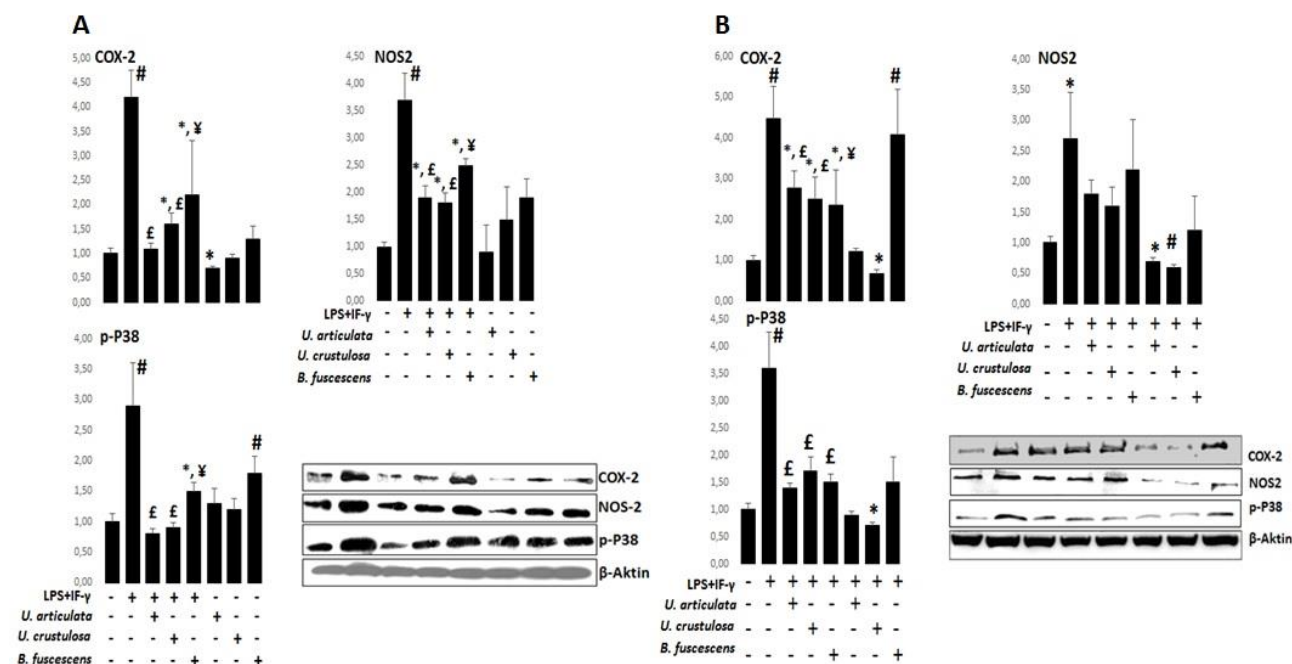 A
COX-2
5,00
4,50
4,00
3,50
3,00
2,50
2,00
1,50
1,00
0,50
0,00
# £ *, £ *, ¥ *
NOS2
4,50
4,00
3,50
3,00
2,50
2,00
1,50
1,00
0,50
0,00
# *, £ *, £ *, ¥
LPS+IF-γ - + + + + - - -
U. articulata - - + - - + - -
U. crustulosa - - - + - - + -
B. fuscescens - - - - + - - +
p-P38
4,00
3,50
3,00
2,50
2,00
1,50
1,00
0,50
0,00
# £ £ *, ¥ #
LPS+IF-γ - + + + + - - -
U. articulata - - + - - + - -
U. crustulosa - - - + - - + -
B. fuscescens - - - - + - - +
COX-2
NOS-2
p-P38
β-Aktin
B
COX-2
6,00
5,00
4,00
3,00
2,00
1,00
0,00
# *, £ *, £ *, ¥ * #
NOS2
4,00
3,50
3,00
2,50
2,00
1,50
1,00
0,50
0,00
* * #
LPS+IF-γ - + + + + + + +
U. articulata - - + - - + - -
U. crustulosa - - - + - - + -
B. fuscescens - - - - + - - +
p-P38
4,50
4,00
3,50
3,00
2,50
2,00
1,50
1,00
0,50
0,00
# £ £ £ *
LPS+IF-γ - + + + + + + +
U. articulata - - + - - + - -
U. crustulosa - - - + - - + -
B. fuscescens - - - - + - - +
COX-2
NOS2
p-P38
β-Aktin